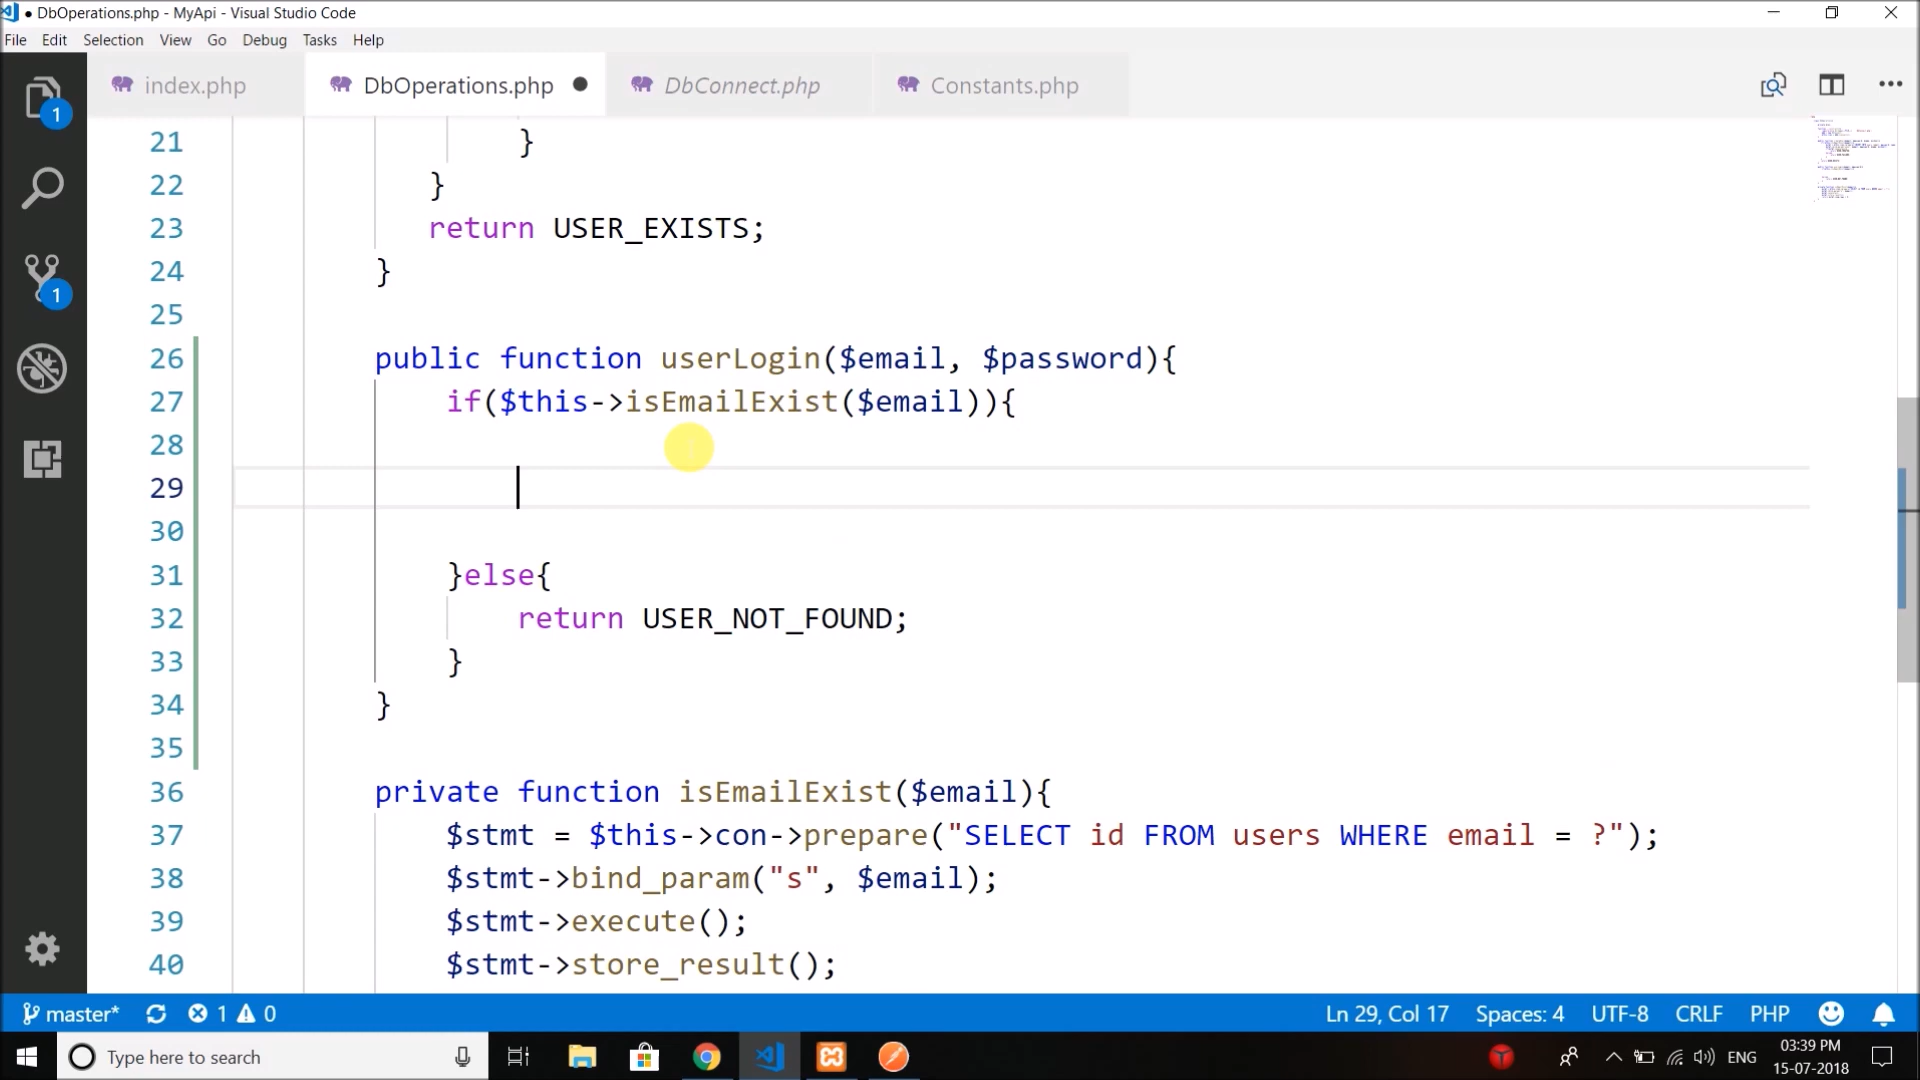 DbOperations.php - MyApi - Visual Studio Code
File Edit Selection View Go Debug Tasks Help
index.php DbOperations.php DbConnect.php Constants.php
1
1
21 }
22 }
23 return USER_EXISTS;
24 }
25
26 public function userLogin($email, $password){
27 if($this->isEmailExist($email)){
28
29
30
31 }else{
32 return USER_NOT_FOUND;
33 }
34 }
35
36 private function isEmailExist($email){
37 $stmt = $this->con->prepare("SELECT id FROM users WHERE email = ?");
38 $stmt->bind_param("s", $email);
39 $stmt->execute();
40 $stmt->store_result();
master* 1 0 Ln 29, Col 17 Spaces: 4 UTF-8 CRLF PHP
Type here to search ENG 03:39 PM
15-07-2018